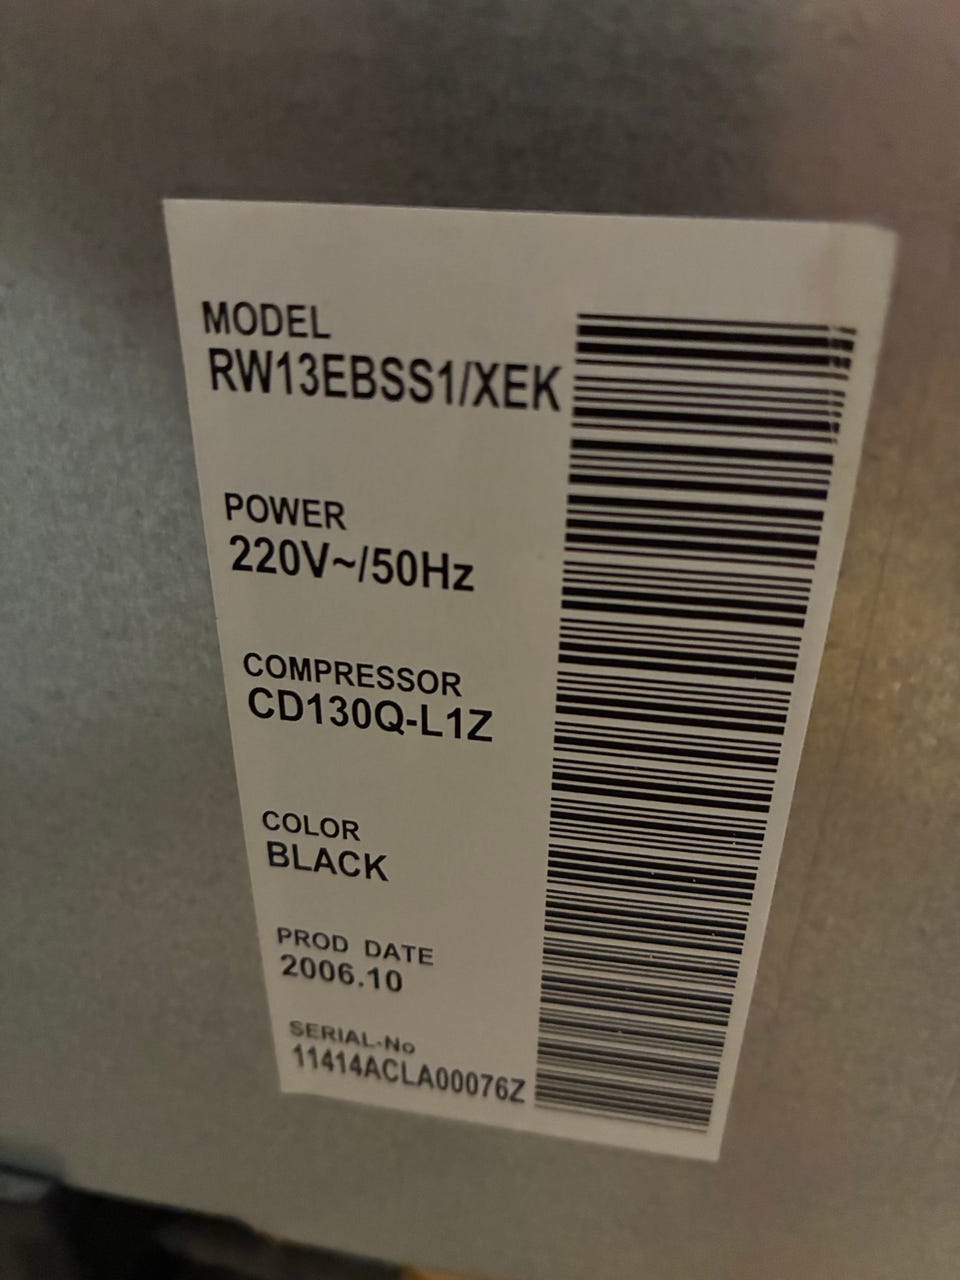 MODEL
RW13EBSS1/XEK
POWER
220V~/50Hz
COMPRESSOR
CD130Q-L1Z
COLOR
BLACK
PROD DATE
2006.10
SERIAL-No
11414ACLA00076Z